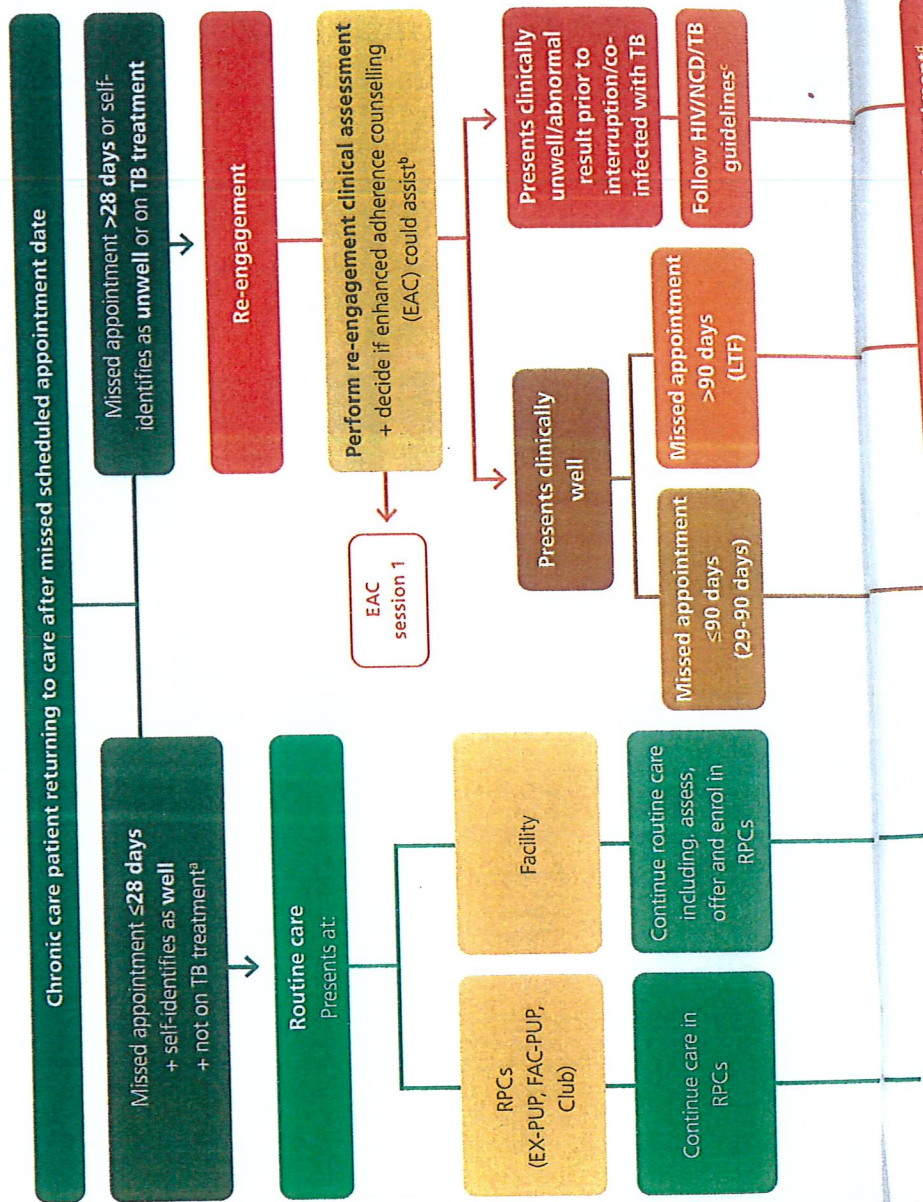 Chronic care patient returning to care after missed scheduled appointment date
Missed appointment ≤28 days
+ self-identifies as well
+ not on TB treatmentᵃ
Missed appointment >28 days or self-
identifies as unwell or on TB treatment
Routine care
Presents at:
Re-engagement
RPCs
(EX-PUP, FAC-PUP,
Club)
Facility
Continue care in
RPCs
Continue routine care
including. assess,
offer and enrol in
RPCs
Perform re-engagement clinical assessment
+ decide if enhanced adherence counselling
(EAC) could assistᵇ
EAC
session 1
Presents clinically
well
Presents clinically
unwell/abnormal
result prior to
interruption/co-
infected with TB
Missed appointment
≤90 days
(29-90 days)
Missed appointment
>90 days
(LTF)
Follow HIV/NCD/TB
guidelinesᶜ